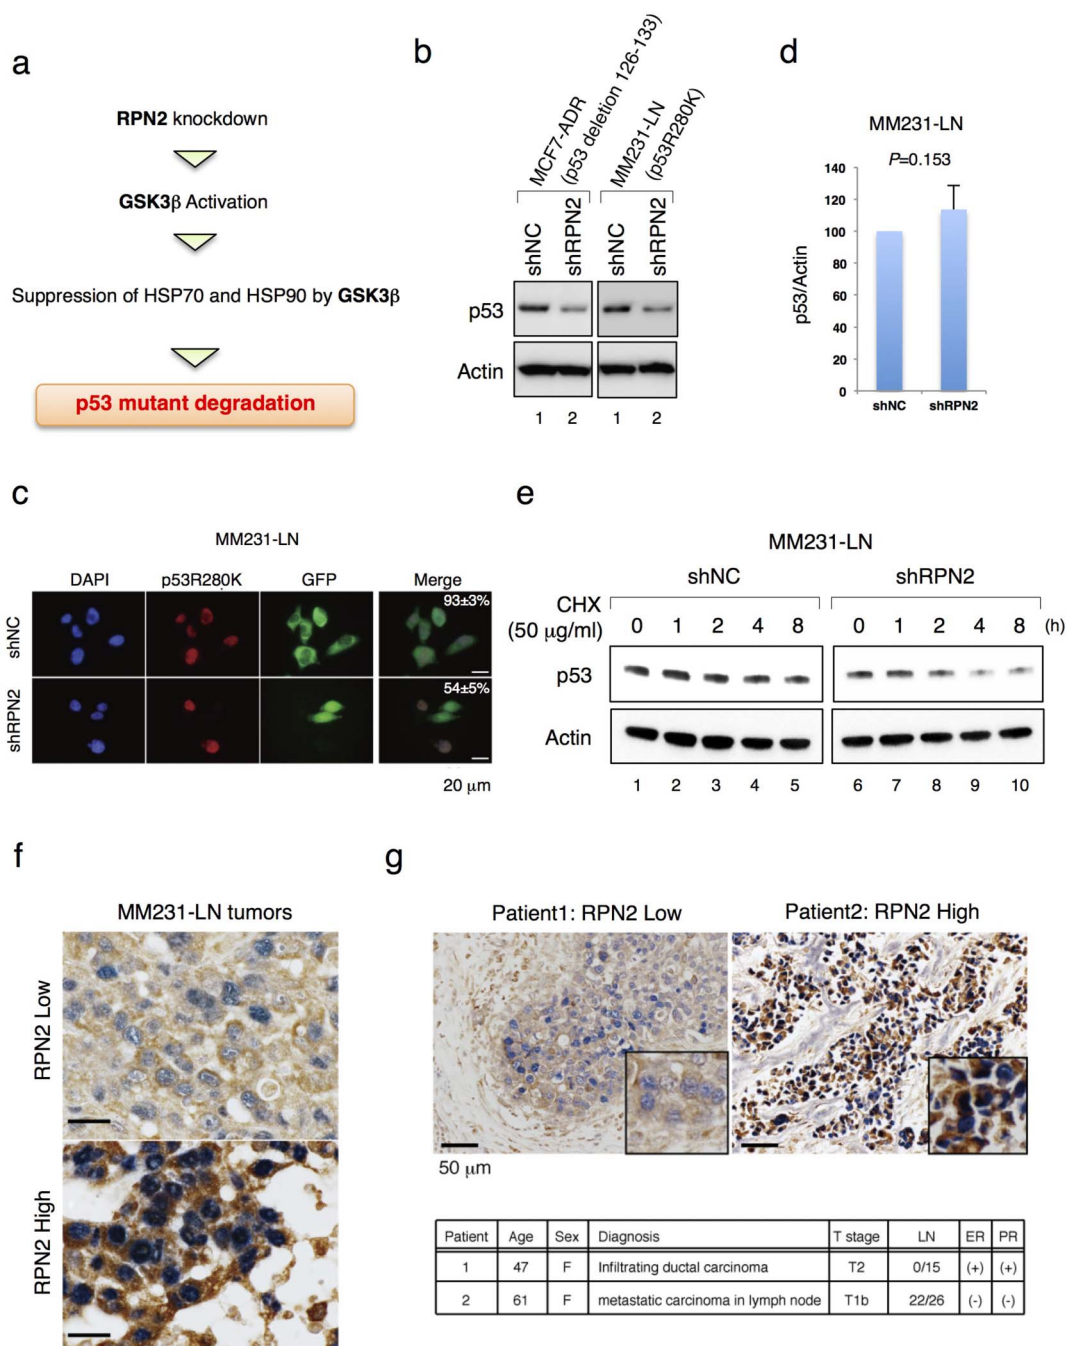 a
RPN2 knockdown
GSK3β Activation
Suppression of HSP70 and HSP90 by GSK3β
p53 mutant degradation
b
MCF7-ADR
(p53 deletion 126-133)
MM231-LN
(p53R280K)
shNC
shRPN2
shNC
shRPN2
p53
Actin
1 2 1 2
d
MM231-LN
P=0.153
p53/Actin
140
120
100
80
60
40
20
0
shNC shRPN2
c
MM231-LN
DAPI p53R280K GFP Merge
shNC
93±3%
shRPN2
54±5%
20 μm
e
MM231-LN
shNC shRPN2
CHX
(50 μg/ml) 0 1 2 4 8 0 1 2 4 8 (h)
p53
Actin
1 2 3 4 5 6 7 8 9 10
f
MM231-LN tumors
RPN2 Low
RPN2 High
g
Patient1: RPN2 Low Patient2: RPN2 High
50 μm
Patient Age Sex Diagnosis T stage LN ER PR
1 47 F Infiltrating ductal carcinoma T2 0/15 (+) (+)
2 61 F metastatic carcinoma in lymph node T1b 22/26 (-) (-)